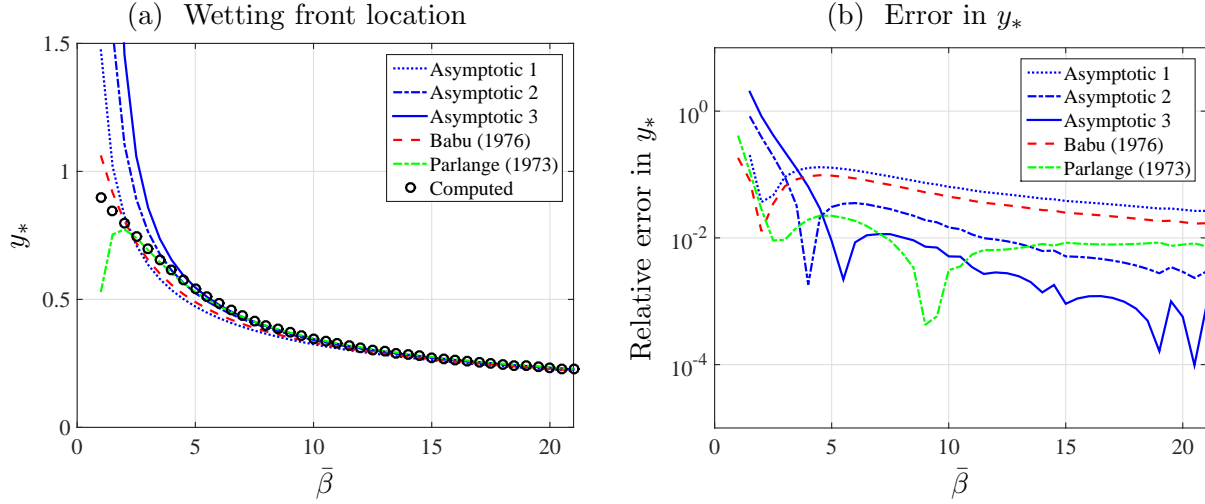 (a) Wetting front location
1.5
1
0.5
0
y*
0 5 10 15 20
β̄
Asymptotic 1
Asymptotic 2
Asymptotic 3
Babu (1976)
Parlange (1973)
Computed
(b) Error in y*
10^0
10^-2
10^-4
Relative error in y*
0 5 10 15 20
β̄
Asymptotic 1
Asymptotic 2
Asymptotic 3
Babu (1976)
Parlange (1973)